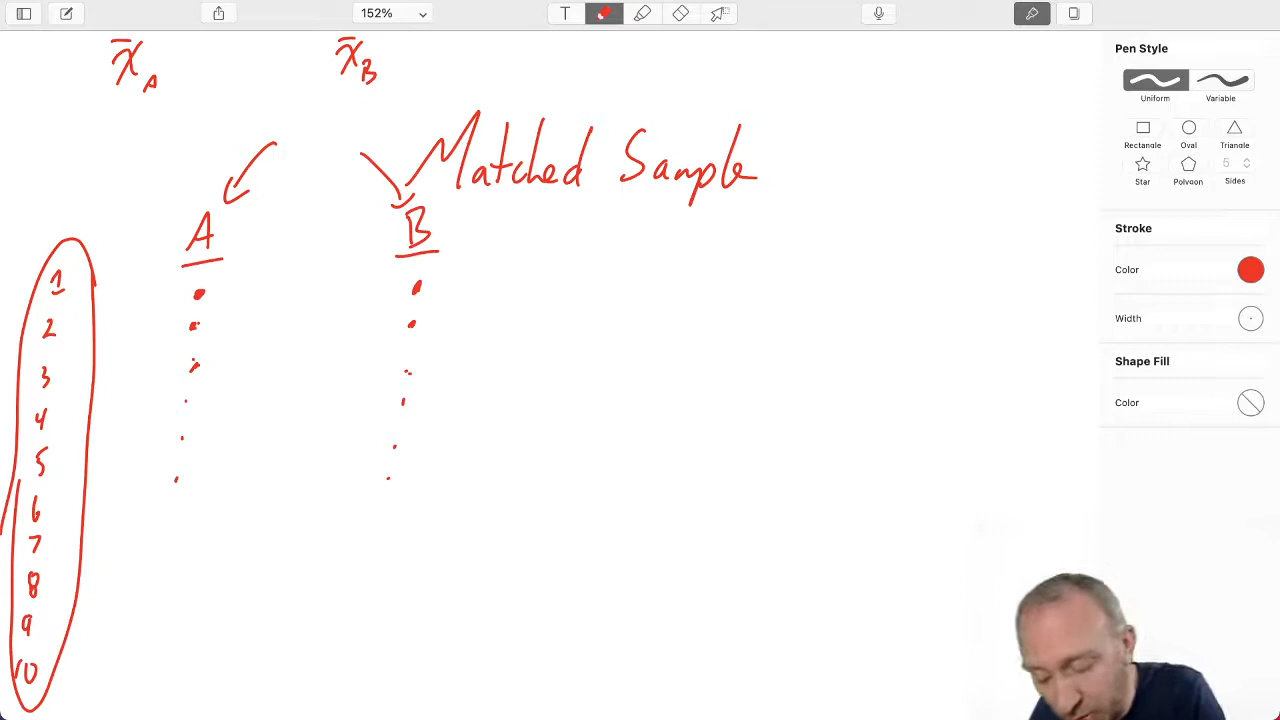 152%
T
Pen Style
x̄A x̄B
Uniform Variable
Matched Sample
Rectangle Oval Triangle
5
Star Polygon Sides
A B
Stroke
Color
1
2
Width
3
Shape Fill
4
Color
5
6
7
8
9
10